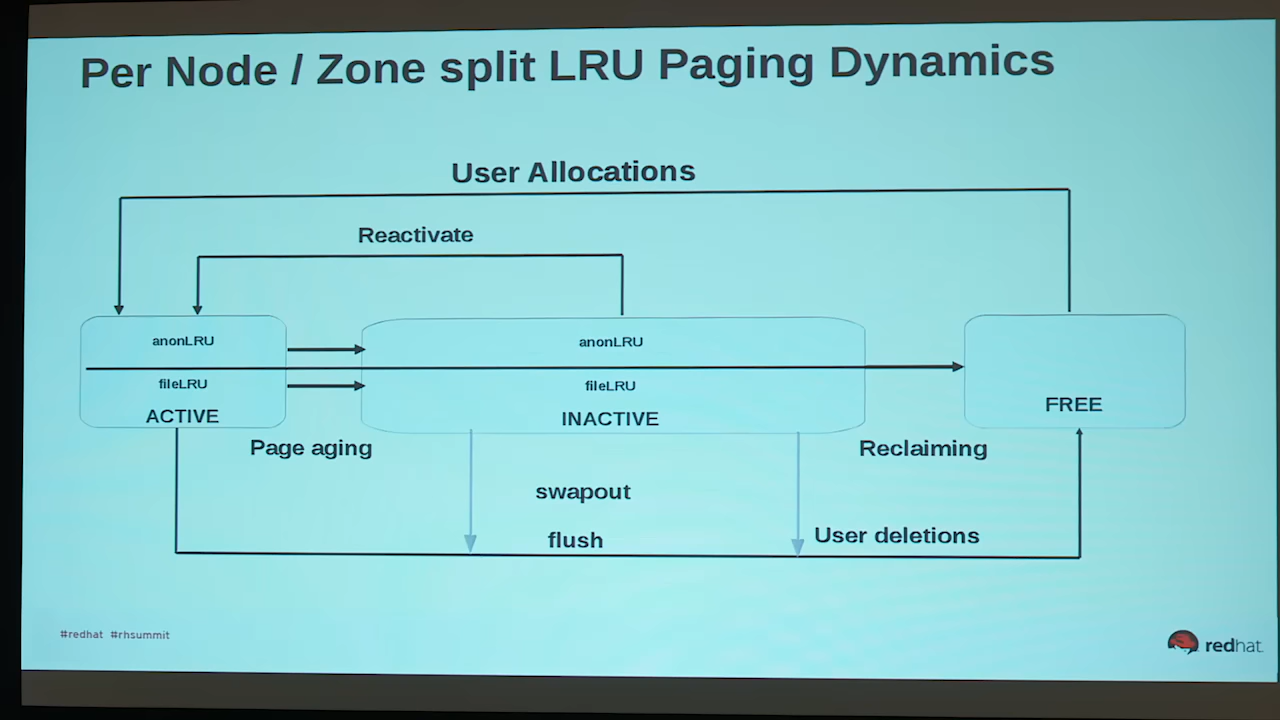 Per Node / Zone split LRU Paging Dynamics
User Allocations
Reactivate
anonLRU
fileLRU
ACTIVE
anonLRU
fileLRU
INACTIVE
FREE
Page aging
Reclaiming
swapout
flush
User deletions
#redhat #rhsummit
redhat.